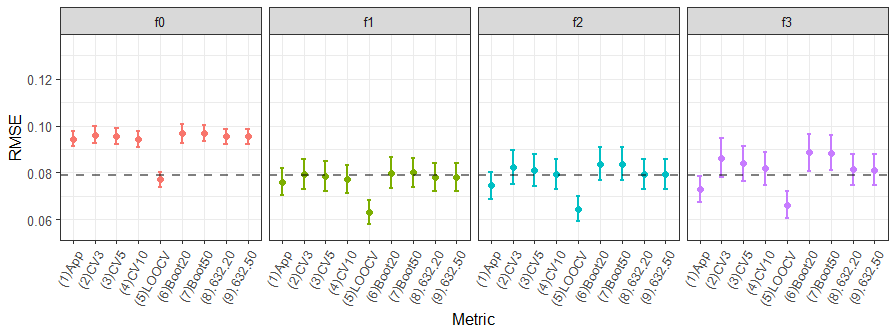 f0 f1 f2 f3
RMSE
0.12
0.10
0.08
0.06
(1)App (2)CV3 (3)CV5 (4)CV10 (5)LOOCV (6)Boot20 (7)Boot50 (8).632.20 (9).632.50
(1)App (2)CV3 (3)CV5 (4)CV10 (5)LOOCV (6)Boot20 (7)Boot50 (8).632.20 (9).632.50
(1)App (2)CV3 (3)CV5 (4)CV10 (5)LOOCV (6)Boot20 (7)Boot50 (8).632.20 (9).632.50
(1)App (2)CV3 (3)CV5 (4)CV10 (5)LOOCV (6)Boot20 (7)Boot50 (8).632.20 (9).632.50
Metric